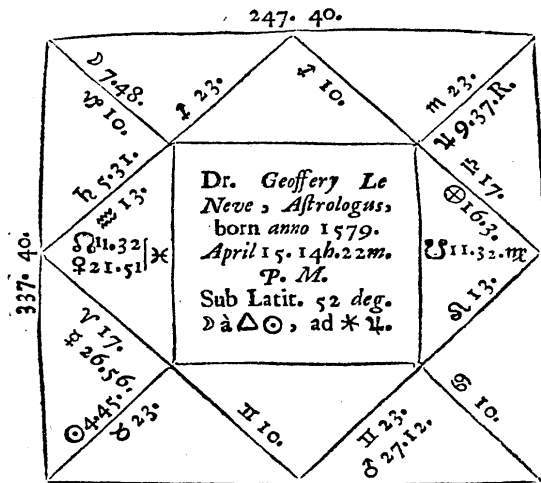 247. 40.
☽ 7.48.
♑ 10.
♐ 10.
♏ 23.
♃ 9.37.R.
♄ 5.31.
♒ 13.
♎ 17.
⊕ 16.3.
☊ 11.32
♀ 21.51 } ♓
☋ 11.32.♍
337. 40.
Dr. Geoffery Le
Neve, Aſtrologus,
born anno 1579.
April 15. 14h.22m.
P. M.
Sub Latit. 52 deg.
☽ à △ ☉, ad ⚹ ♃.
♌ 13.
♈ 17.
☿ 26.56.
☉ 4.45.
♉ 23.
♊ 10.
♊ 23.
♂ 27.12.
♋ 10.